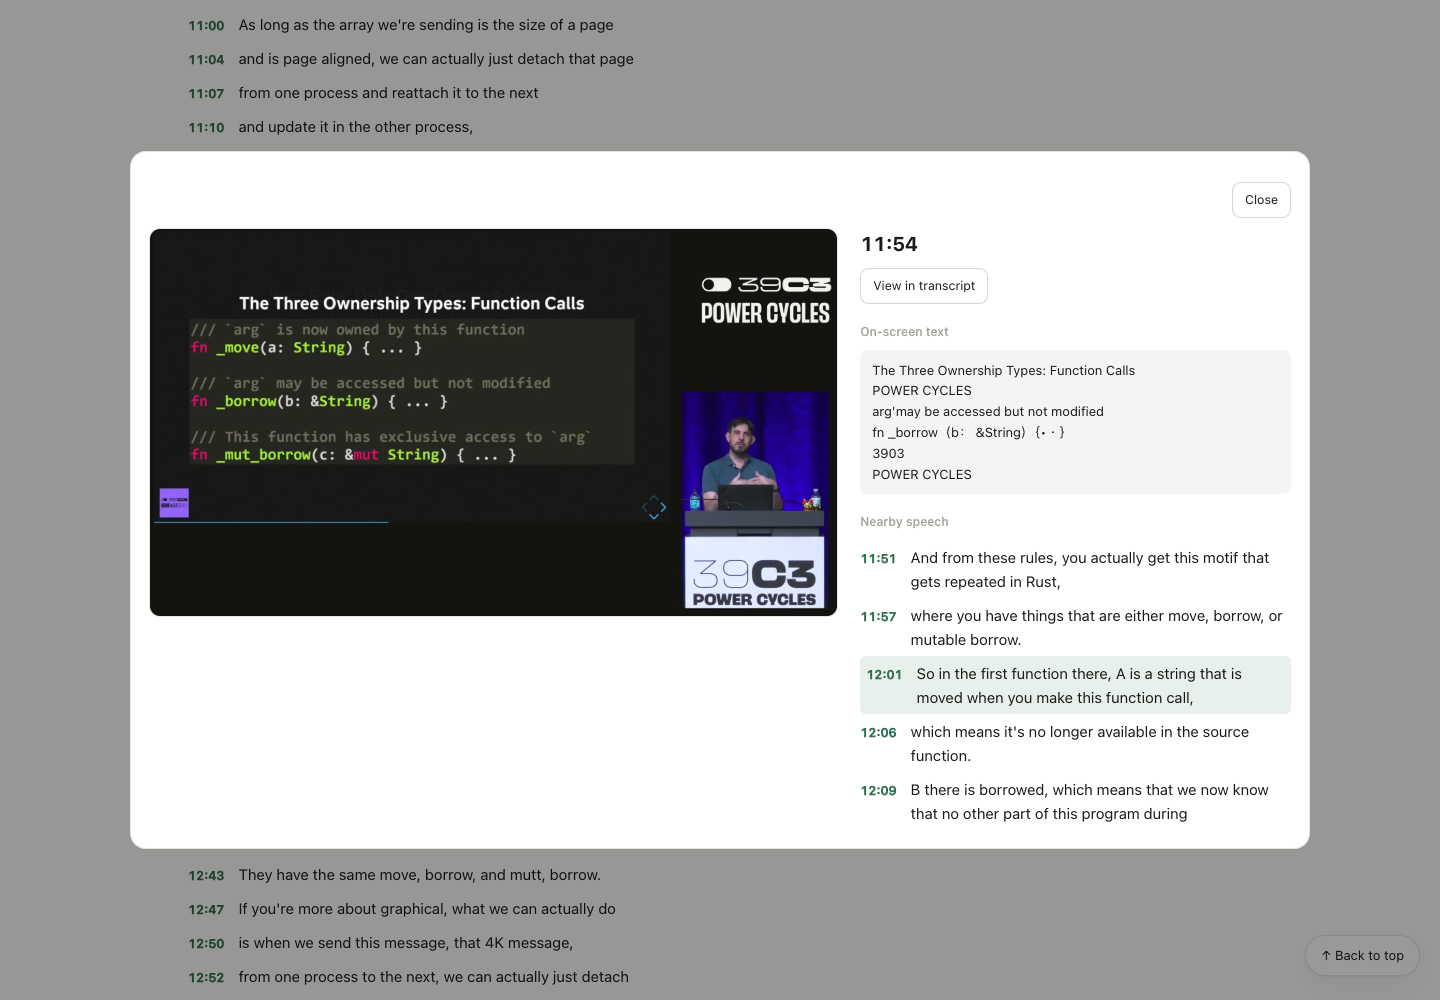 11:00 As long as the array we're sending is the size of a page
11:04 and is page aligned, we can actually just detach that page
11:07 from one process and reattach it to the next
11:10 and update it in the other process,
Close
The Three Ownership Types: Function Calls
/// `arg` is now owned by this function
fn _move(a: String) { ... }
/// `arg` may be accessed but not modified
fn _borrow(b: &String) { ... }
/// This function has exclusive access to `arg`
fn _mut_borrow(c: &mut String) { ... }
39C3
POWER CYCLES
39C3
POWER CYCLES
11:54
View in transcript
On-screen text
The Three Ownership Types: Function Calls
POWER CYCLES
arg'may be accessed but not modified
fn _borrow (b: &String) {· · }
3903
POWER CYCLES
Nearby speech
11:51 And from these rules, you actually get this motif that
gets repeated in Rust,
11:57 where you have things that are either move, borrow, or
mutable borrow.
12:01 So in the first function there, A is a string that is
moved when you make this function call,
12:06 which means it's no longer available in the source
function.
12:09 B there is borrowed, which means that we now know
that no other part of this program during
12:43 They have the same move, borrow, and mutt, borrow.
12:47 If you're more about graphical, what we can actually do
12:50 is when we send this message, that 4K message,
12:52 from one process to the next, we can actually just detach
↑ Back to top